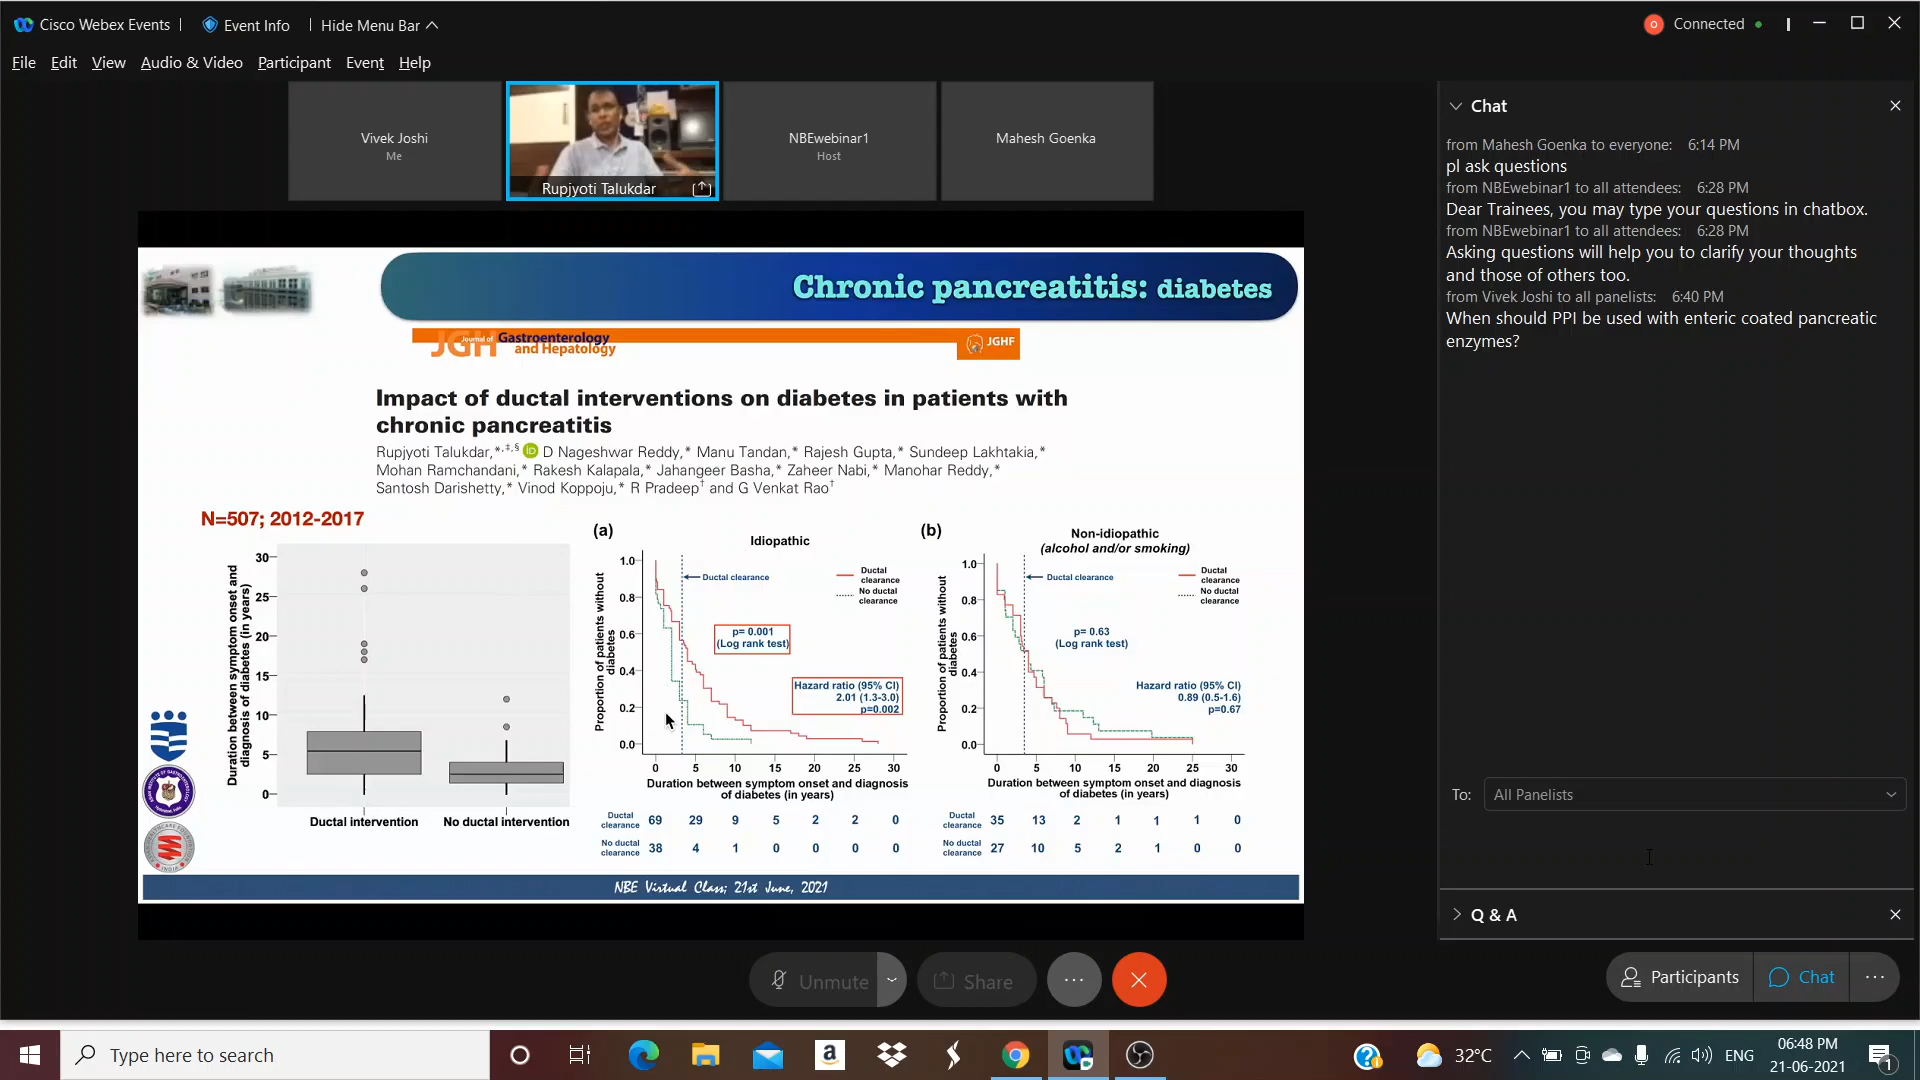 Cisco Webex Events
Event Info
Hide Menu Bar
Connected
File Edit View Audio & Video Participant Event Help
Vivek Joshi
Me
Rupjyoti Talukdar
NBEwebinar1
Host
Mahesh Goenka
Chat
from Mahesh Goenka to everyone: 6:14 PM
pl ask questions
from NBEwebinar1 to all attendees: 6:28 PM
Dear Trainees, you may type your questions in chatbox.
from NBEwebinar1 to all attendees: 6:28 PM
Asking questions will help you to clarify your thoughts
and those of others too.
from Vivek Joshi to all panelists: 6:40 PM
When should PPI be used with enteric coated pancreatic
enzymes?
To: All Panelists
Q & A
Chronic pancreatitis: diabetes
JGH Journal of Gastroenterology
and Hepatology
JGHF
Impact of ductal interventions on diabetes in patients with
chronic pancreatitis
Rupjyoti Talukdar,*,‡,§ iD D Nageshwar Reddy,* Manu Tandan,* Rajesh Gupta,* Sundeep Lakhtakia,*
Mohan Ramchandani,* Rakesh Kalapala,* Jahangeer Basha,* Zaheer Nabi,* Manohar Reddy,*
Santosh Darishetty,* Vinod Koppoju,* R Pradeep† and G Venkat Rao†
N=507; 2012-2017
Duration between symptom onset and
diagnosis of diabetes (in years)
30
25
20
15
10
5
0
Ductal intervention No ductal intervention
(a)
Idiopathic
Proportion of patients without
diabetes
1.0
0.8
0.6
0.4
0.2
0.0
Ductal clearance
Ductal
clearance
No ductal
clearance
p= 0.001
(Log rank test)
Hazard ratio (95% CI)
2.01 (1.3-3.0)
p=0.002
0 5 10 15 20 25 30
Duration between symptom onset and diagnosis
of diabetes (in years)
Ductal
clearance 69 29 9 5 2 2 0
No ductal
clearance 38 4 1 0 0 0 0
(b)
Non-idiopathic
(alcohol and/or smoking)
Proportion of patients without
diabetes
1.0
0.8
0.6
0.4
0.2
0.0
Ductal clearance
Ductal
clearance
No ductal
clearance
p= 0.63
(Log rank test)
Hazard ratio (95% CI)
0.89 (0.5-1.6)
p=0.67
0 5 10 15 20 25 30
Duration between symptom onset and diagnosis
of diabetes (in years)
Ductal
clearance 35 13 2 1 1 1 0
No ductal
clearance 27 10 5 2 1 0 0
NBE Virtual Class; 21st June, 2021
Unmute
Share
Participants
Chat
Type here to search
32°C
ENG
06:48 PM
21-06-2021
1